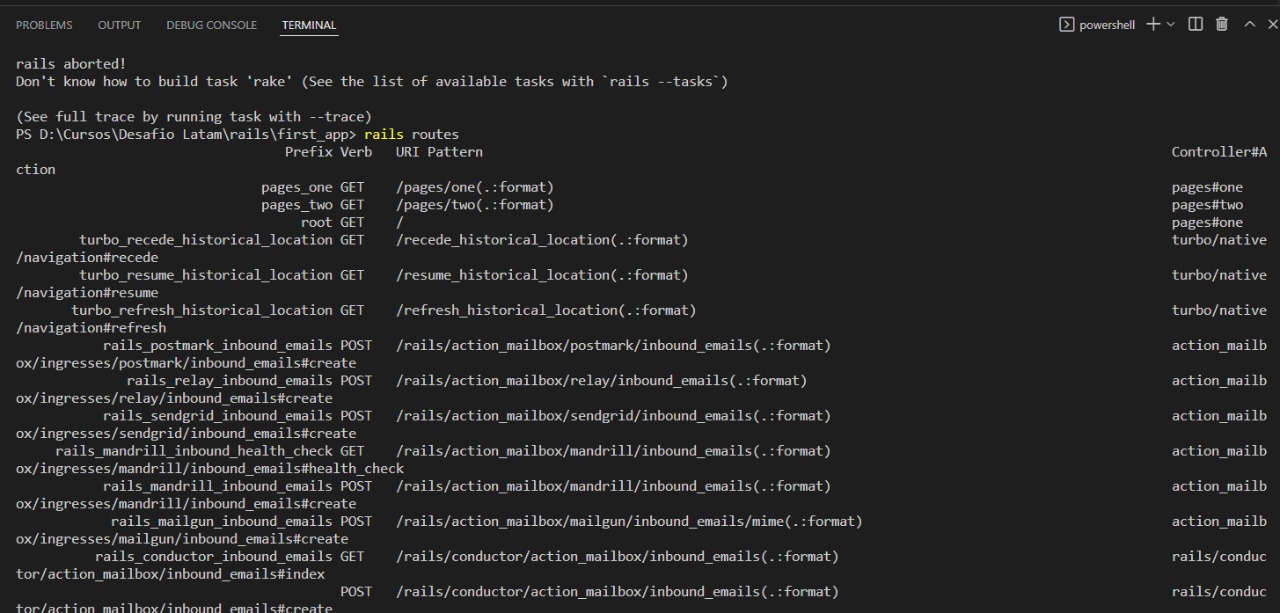 PROBLEMS OUTPUT DEBUG CONSOLE TERMINAL powershell
rails aborted!
Don't know how to build task 'rake' (See the list of available tasks with `rails --tasks`)
(See full trace by running task with --trace)
PS D:\Cursos\Desafio Latam\rails\first_app> rails routes
Prefix Verb URI Pattern Controller#A
ction
pages_one GET /pages/one(.:format) pages#one
pages_two GET /pages/two(.:format) pages#two
root GET / pages#one
turbo_recede_historical_location GET /recede_historical_location(.:format) turbo/native
/navigation#recede
turbo_resume_historical_location GET /resume_historical_location(.:format) turbo/native
/navigation#resume
turbo_refresh_historical_location GET /refresh_historical_location(.:format) turbo/native
/navigation#refresh
rails_postmark_inbound_emails POST /rails/action_mailbox/postmark/inbound_emails(.:format) action_mailb
ox/ingresses/postmark/inbound_emails#create
rails_relay_inbound_emails POST /rails/action_mailbox/relay/inbound_emails(.:format) action_mailb
ox/ingresses/relay/inbound_emails#create
rails_sendgrid_inbound_emails POST /rails/action_mailbox/sendgrid/inbound_emails(.:format) action_mailb
ox/ingresses/sendgrid/inbound_emails#create
rails_mandrill_inbound_health_check GET /rails/action_mailbox/mandrill/inbound_emails(.:format) action_mailb
ox/ingresses/mandrill/inbound_emails#health_check
rails_mandrill_inbound_emails POST /rails/action_mailbox/mandrill/inbound_emails(.:format) action_mailb
ox/ingresses/mandrill/inbound_emails#create
rails_mailgun_inbound_emails POST /rails/action_mailbox/mailgun/inbound_emails/mime(.:format) action_mailb
ox/ingresses/mailgun/inbound_emails#create
rails_conductor_inbound_emails GET /rails/conductor/action_mailbox/inbound_emails(.:format) rails/conduc
tor/action_mailbox/inbound_emails#index
POST /rails/conductor/action_mailbox/inbound_emails(.:format) rails/conduc
tor/action_mailbox/inbound_emails#create